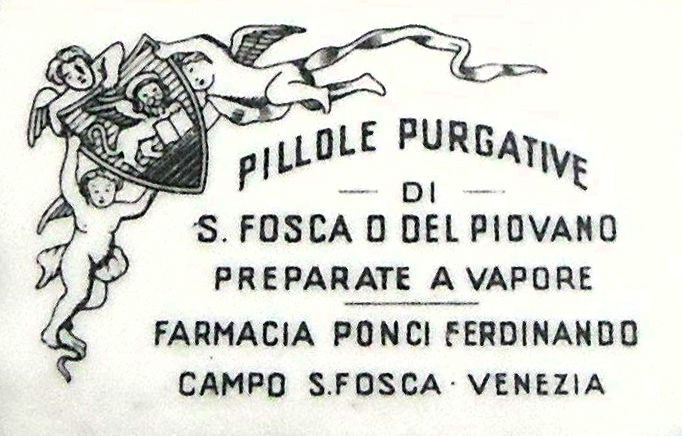 PILLOLE PURGATIVE
DI
S. FOSCA O DEL PIOVANO
PREPARATE A VAPORE
FARMACIA PONCI FERDINANDO
CAMPO S.FOSCA · VENEZIA